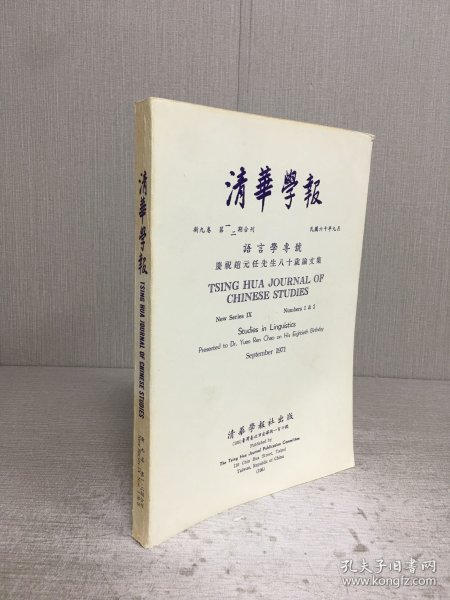 清華學報
新九卷 第一二期合刊 民國六十年九月
語言學專號
慶祝趙元任先生八十歲論文集
TSING HUA JOURNAL OF
CHINESE STUDIES
New Series IX Numbers 1 & 2
Studies in Linguistics
Presented to Dr. Yuen Ren Chao on His Eightieth Birthday
September 1971
清華學報社出版
Published by
The Tsing Hua Journal Publication Committee
Taiwan, Republic of China
清華學報
TSING HUA JOURNAL OF CHINESE STUDIES
孔夫子旧书网
www.kongfz.com